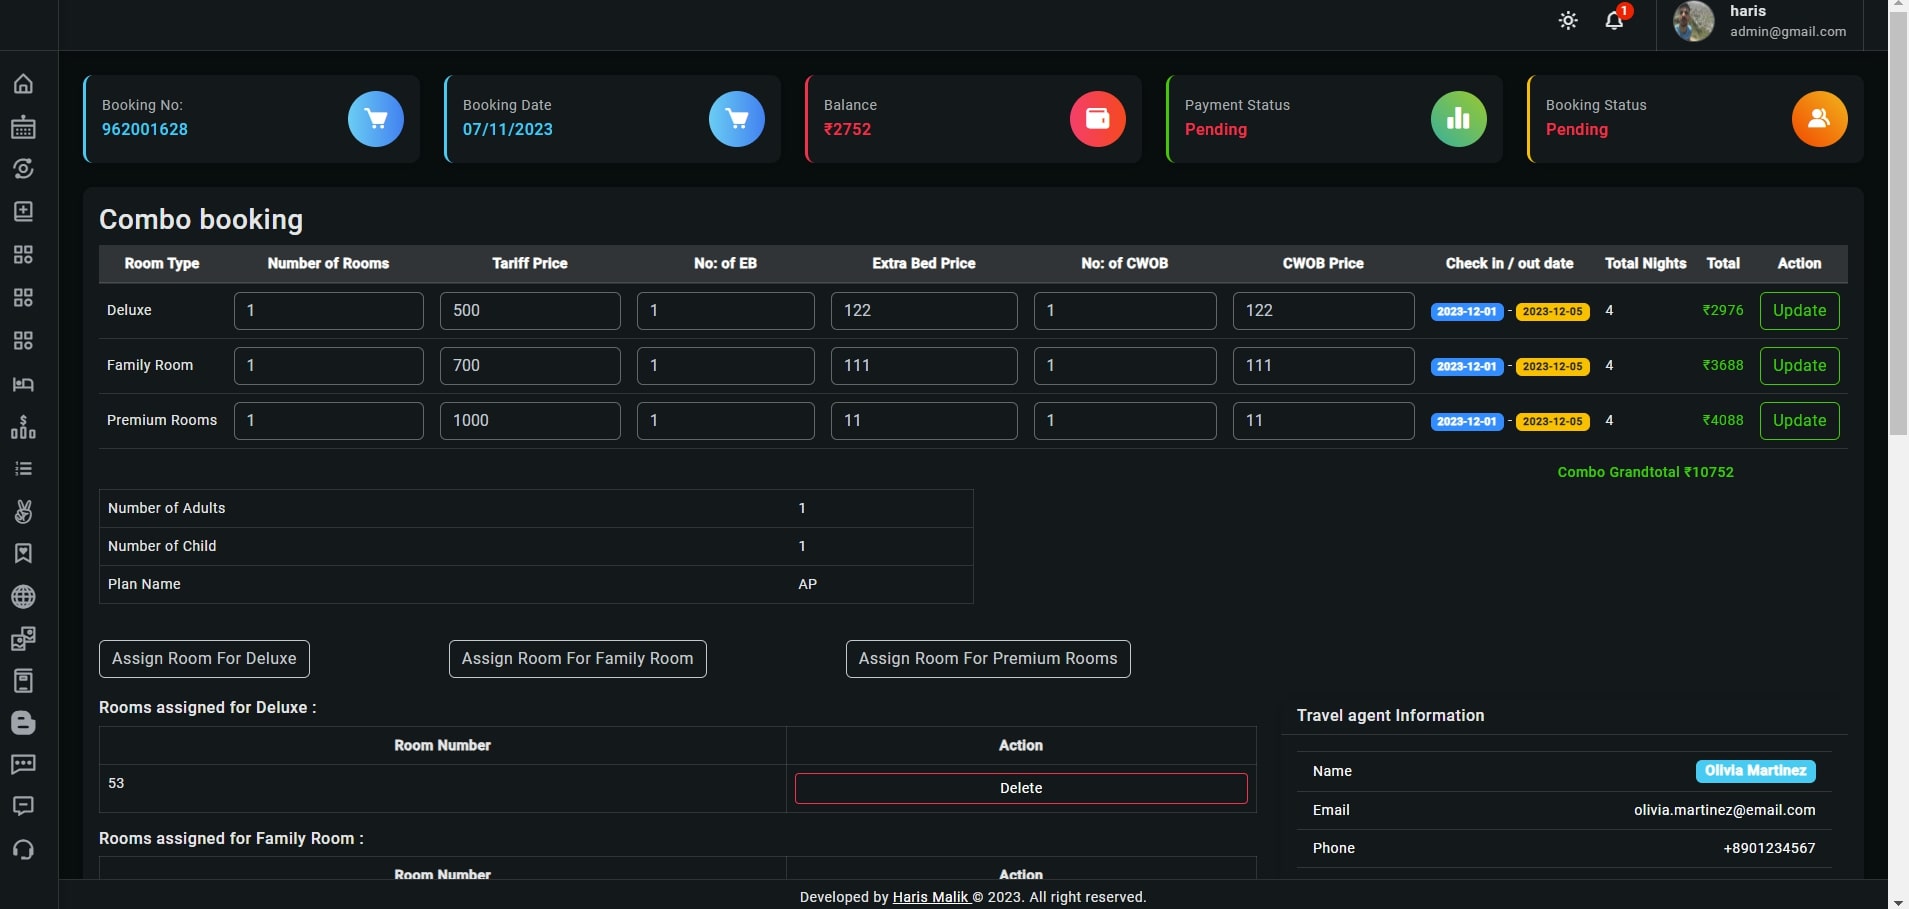 1
haris
admin@gmail.com
Booking No:
962001628
Booking Date
07/11/2023
Balance
₹2752
Payment Status
Pending
Booking Status
Pending
Combo booking
Room Type Number of Rooms Tariff Price No: of EB Extra Bed Price No: of CWOB CWOB Price Check in / out date Total Nights Total Action
Deluxe 1 500 1 122 1 122 2023-12-01 - 2023-12-05 4 ₹2976 Update
Family Room 1 700 1 111 1 111 2023-12-01 - 2023-12-05 4 ₹3688 Update
Premium Rooms 1 1000 1 11 1 11 2023-12-01 - 2023-12-05 4 ₹4088 Update
Combo Grandtotal ₹10752
Number of Adults 1
Number of Child 1
Plan Name AP
Assign Room For Deluxe Assign Room For Family Room Assign Room For Premium Rooms
Rooms assigned for Deluxe :
Room Number Action
53 Delete
Rooms assigned for Family Room :
Room Number Action
Travel agent Information
Name Olivia Martinez
Email olivia.martinez@email.com
Phone +8901234567
Developed by Haris Malik © 2023. All right reserved.